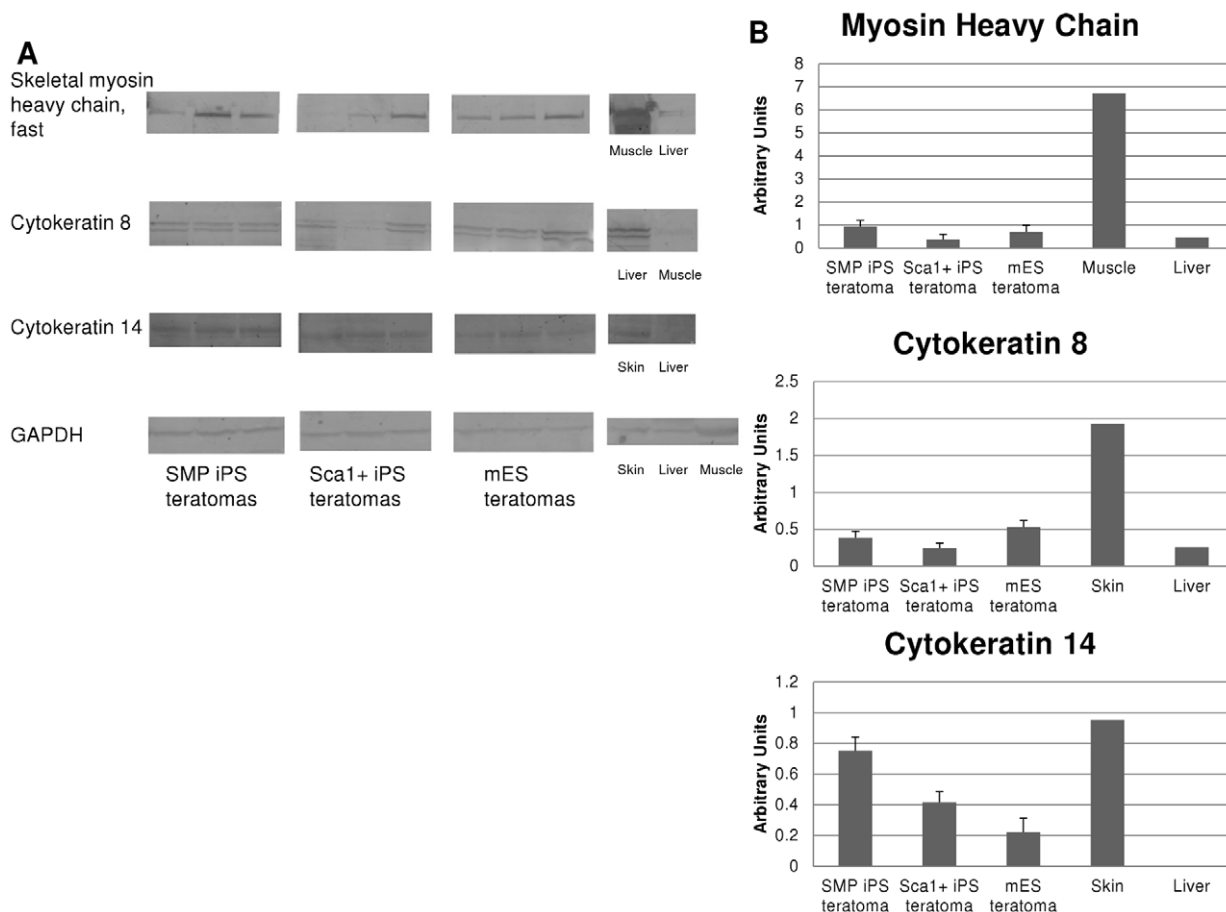 A
Skeletal myosin
heavy chain,
fast
Muscle Liver
Cytokeratin 8
Liver Muscle
Cytokeratin 14
Skin Liver
GAPDH
Skin Liver Muscle
SMP iPS
teratomas
Sca1+ iPS
teratomas
mES
teratomas
B
Myosin Heavy Chain
Arbitrary Units
8
7
6
5
4
3
2
1
0
SMP iPS
teratoma
Sca1+ iPS
teratoma
mES
teratoma
Muscle
Liver
Cytokeratin 8
Arbitrary Units
2.5
2
1.5
1
0.5
0
SMP iPS
teratoma
Sca1+ iPS
teratoma
mES
teratoma
Skin
Liver
Cytokeratin 14
Arbitrary Units
1.2
1
0.8
0.6
0.4
0.2
0
SMP iPS
teratoma
Sca1+ iPS
teratoma
mES
teratoma
Skin
Liver